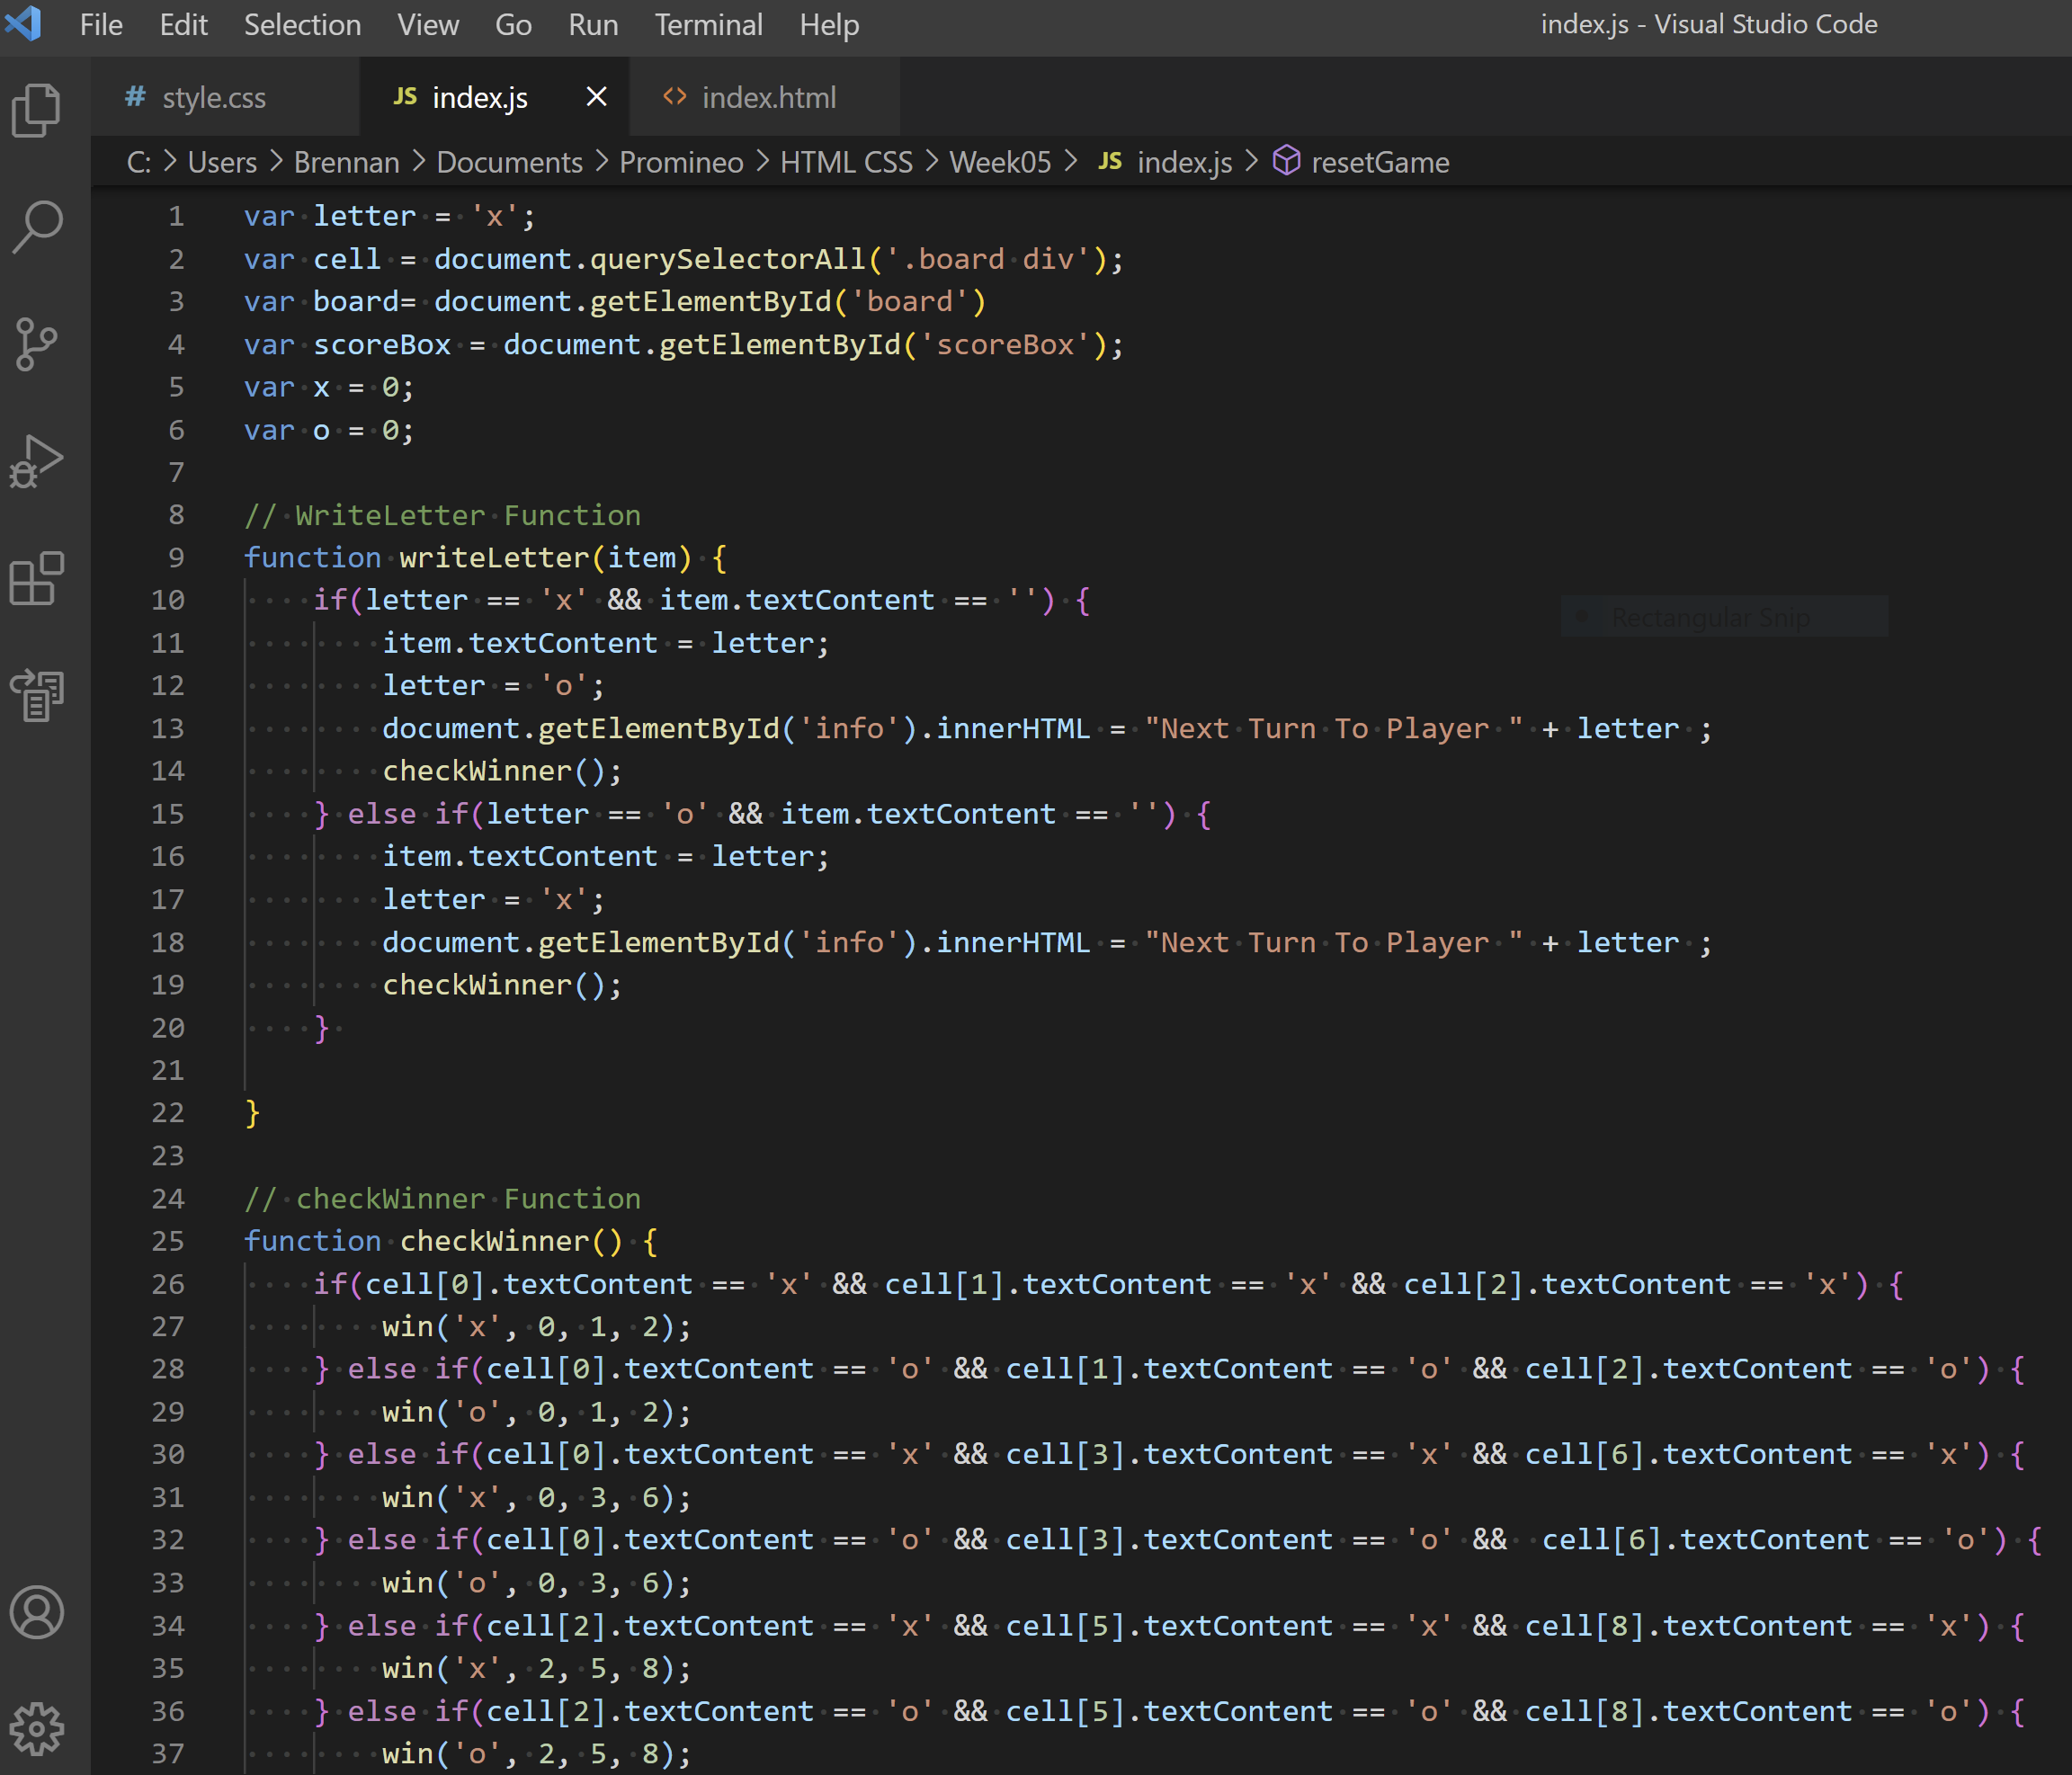 File Edit Selection View Go Run Terminal Help index.js - Visual Studio Code
# style.css JS index.js × <> index.html
C: > Users > Brennan > Documents > Promineo > HTML CSS > Week05 > JS index.js > resetGame
1 var letter = 'x';
2 var cell = document.querySelectorAll('.board div');
3 var board= document.getElementById('board')
4 var scoreBox = document.getElementById('scoreBox');
5 var x = 0;
6 var o = 0;
7
8 // WriteLetter Function
9 function writeLetter(item) {
10     if(letter == 'x' && item.textContent == '') {
Rectangular Snip
11         item.textContent = letter;
12         letter = 'o';
13         document.getElementById('info').innerHTML = "Next Turn To Player " + letter ;
14         checkWinner();
15     } else if(letter == 'o' && item.textContent == '') {
16         item.textContent = letter;
17         letter = 'x';
18         document.getElementById('info').innerHTML = "Next Turn To Player " + letter ;
19         checkWinner();
20     }
21
22 }
23
24 // checkWinner Function
25 function checkWinner() {
26     if(cell[0].textContent == 'x' && cell[1].textContent == 'x' && cell[2].textContent == 'x') {
27         win('x', 0, 1, 2);
28     } else if(cell[0].textContent == 'o' && cell[1].textContent == 'o' && cell[2].textContent == 'o') {
29         win('o', 0, 1, 2);
30     } else if(cell[0].textContent == 'x' && cell[3].textContent == 'x' && cell[6].textContent == 'x') {
31         win('x', 0, 3, 6);
32     } else if(cell[0].textContent == 'o' && cell[3].textContent == 'o' &&  cell[6].textContent == 'o') {
33         win('o', 0, 3, 6);
34     } else if(cell[2].textContent == 'x' && cell[5].textContent == 'x' && cell[8].textContent == 'x') {
35         win('x', 2, 5, 8);
36     } else if(cell[2].textContent == 'o' && cell[5].textContent == 'o' && cell[8].textContent == 'o') {
37         win('o', 2, 5, 8);